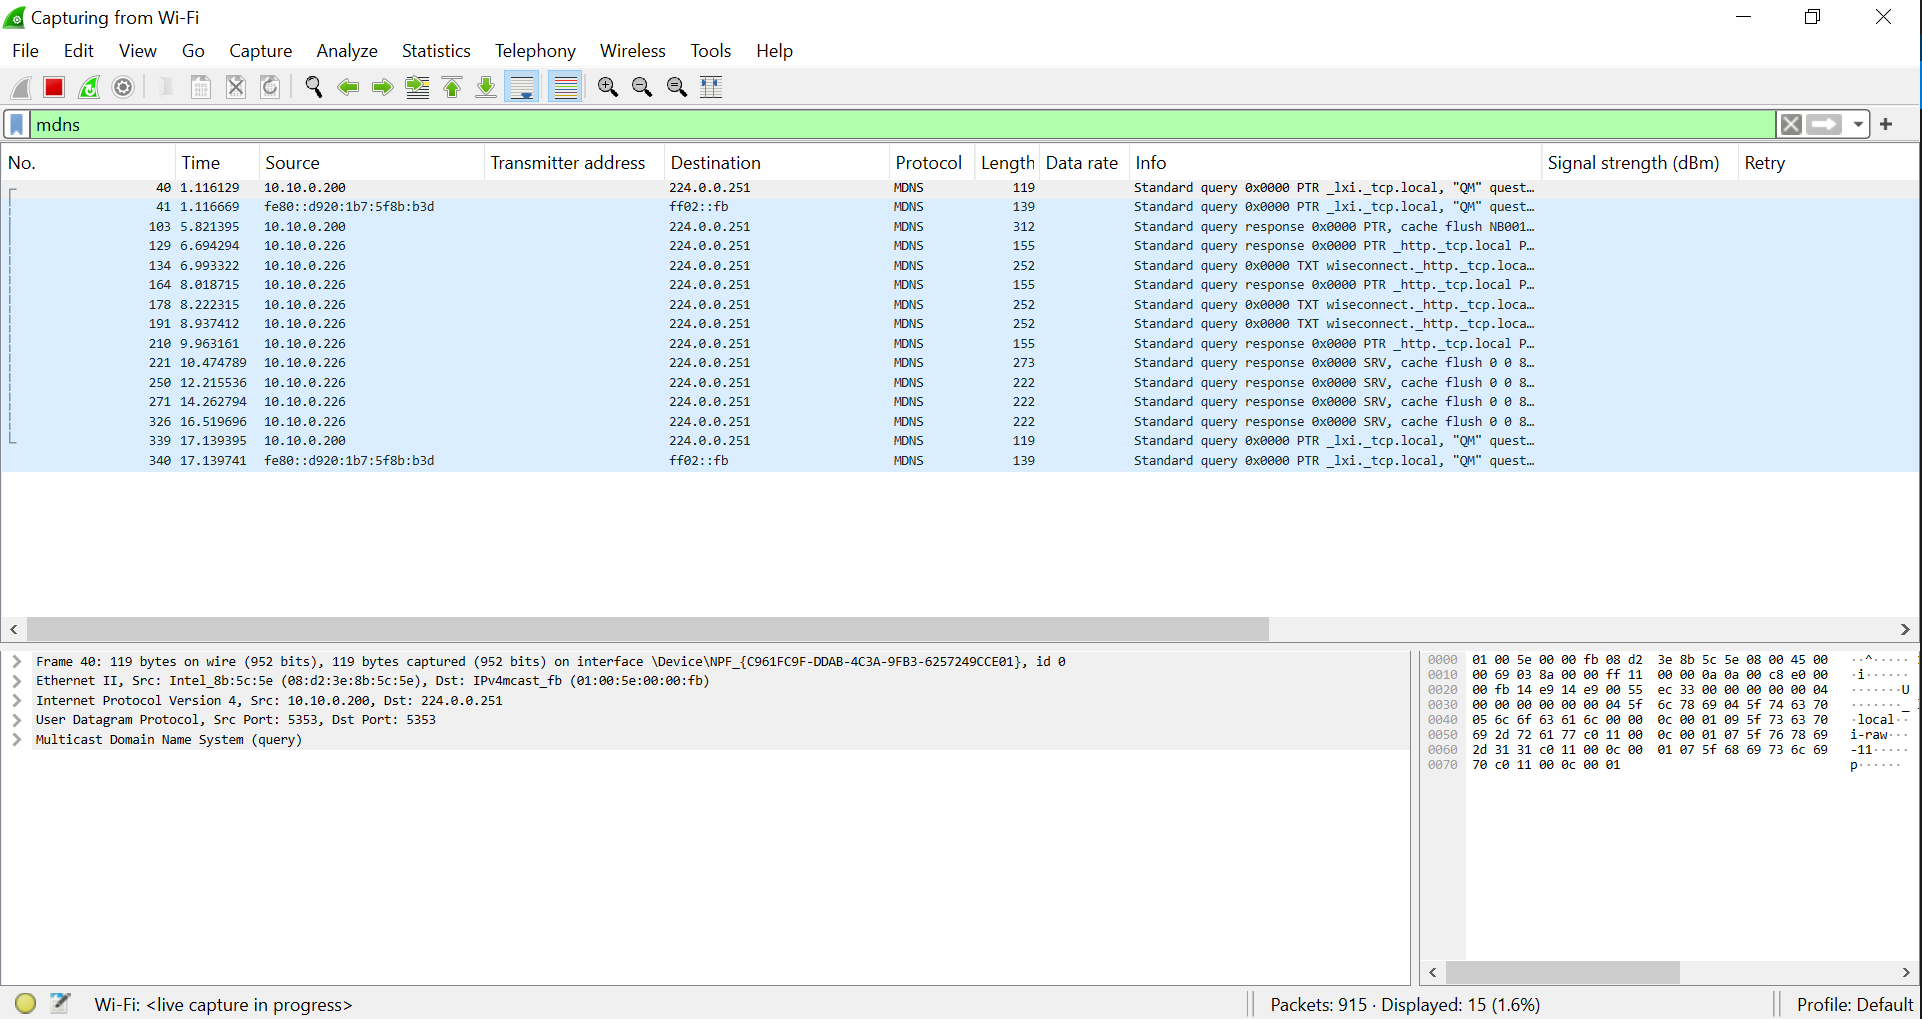 Capturing from Wi-Fi
File Edit View Go Capture Analyze Statistics Telephony Wireless Tools Help
mdns
No. Time Source Transmitter address Destination Protocol Length Data rate Info Signal strength (dBm) Retry
40 1.116129 10.10.0.200 224.0.0.251 MDNS 119 Standard query 0x0000 PTR _lxi._tcp.local, "QM" quest…
41 1.116669 fe80::d920:1b7:5f8b:b3d ff02::fb MDNS 139 Standard query 0x0000 PTR _lxi._tcp.local, "QM" quest…
103 5.821395 10.10.0.200 224.0.0.251 MDNS 312 Standard query response 0x0000 PTR, cache flush NB001…
129 6.694294 10.10.0.226 224.0.0.251 MDNS 155 Standard query response 0x0000 PTR _http._tcp.local P…
134 6.993322 10.10.0.226 224.0.0.251 MDNS 252 Standard query 0x0000 TXT wiseconnect._http._tcp.loca…
164 8.018715 10.10.0.226 224.0.0.251 MDNS 155 Standard query response 0x0000 PTR _http._tcp.local P…
178 8.222315 10.10.0.226 224.0.0.251 MDNS 252 Standard query 0x0000 TXT wiseconnect._http._tcp.loca…
191 8.937412 10.10.0.226 224.0.0.251 MDNS 252 Standard query 0x0000 TXT wiseconnect._http._tcp.loca…
210 9.963161 10.10.0.226 224.0.0.251 MDNS 155 Standard query response 0x0000 PTR _http._tcp.local P…
221 10.474789 10.10.0.226 224.0.0.251 MDNS 273 Standard query response 0x0000 SRV, cache flush 0 0 8…
250 12.215536 10.10.0.226 224.0.0.251 MDNS 222 Standard query response 0x0000 SRV, cache flush 0 0 8…
271 14.262794 10.10.0.226 224.0.0.251 MDNS 222 Standard query response 0x0000 SRV, cache flush 0 0 8…
326 16.519696 10.10.0.226 224.0.0.251 MDNS 222 Standard query response 0x0000 SRV, cache flush 0 0 8…
339 17.139395 10.10.0.200 224.0.0.251 MDNS 119 Standard query 0x0000 PTR _lxi._tcp.local, "QM" quest…
340 17.139741 fe80::d920:1b7:5f8b:b3d ff02::fb MDNS 139 Standard query 0x0000 PTR _lxi._tcp.local, "QM" quest…
Frame 40: 119 bytes on wire (952 bits), 119 bytes captured (952 bits) on interface \Device\NPF_{C961FC9F-DDAB-4C3A-9FB3-6257249CCE01}, id 0
Ethernet II, Src: Intel_8b:5c:5e (08:d2:3e:8b:5c:5e), Dst: IPv4mcast_fb (01:00:5e:00:00:fb)
Internet Protocol Version 4, Src: 10.10.0.200, Dst: 224.0.0.251
User Datagram Protocol, Src Port: 5353, Dst Port: 5353
Multicast Domain Name System (query)
0000 01 00 5e 00 00 fb 08 d2 3e 8b 5c 5e 08 00 45 00 ··^·····
0010 00 69 03 8a 00 00 ff 11 00 00 0a 0a 00 c8 e0 00 ·i······
0020 00 fb 14 e9 14 e9 00 55 ec 33 00 00 00 00 00 04 ·······U
0030 00 00 00 00 00 00 04 5f 6c 78 69 04 5f 74 63 70 ·······_
0040 05 6c 6f 63 61 6c 00 00 0c 00 01 09 5f 73 63 70 ·local··
0050 69 2d 72 61 77 c0 11 00 0c 00 01 07 5f 76 78 69 i-raw···
0060 2d 31 31 c0 11 00 0c 00 01 07 5f 68 69 73 6c 69 -11·····
0070 70 c0 11 00 0c 00 01 p······
Wi-Fi: <live capture in progress> Packets: 915 · Displayed: 15 (1.6%) Profile: Default